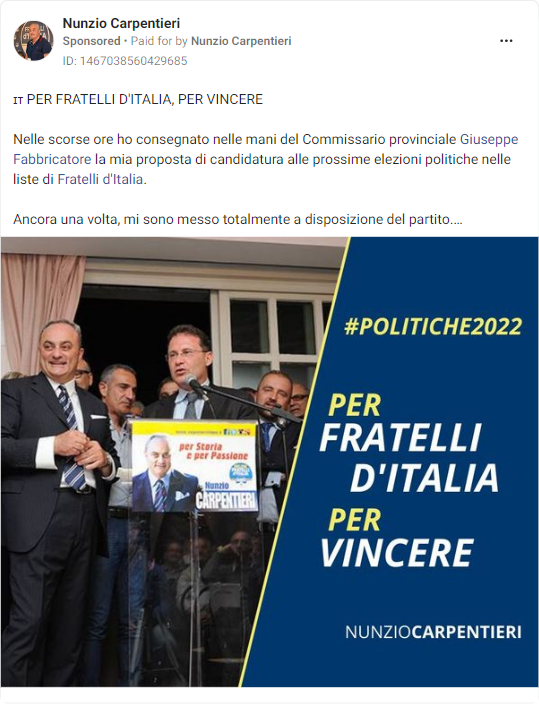 Nunzio Carpentieri
Sponsored • Paid for by Nunzio Carpentieri
ID: 1467038560429685
IT PER FRATELLI D'ITALIA, PER VINCERE
Nelle scorse ore ho consegnato nelle mani del Commissario provinciale Giuseppe
Fabbricatore la mia proposta di candidatura alle prossime elezioni politiche nelle
liste di Fratelli d'Italia.
Ancora una volta, mi sono messo totalmente a disposizione del partito....
#POLITICHE2022
PER
FRATELLI
D'ITALIA
PER
VINCERE
NUNZIOCARPENTIERI
per Storia
e per Passione
Nunzio
CARPENTIERI